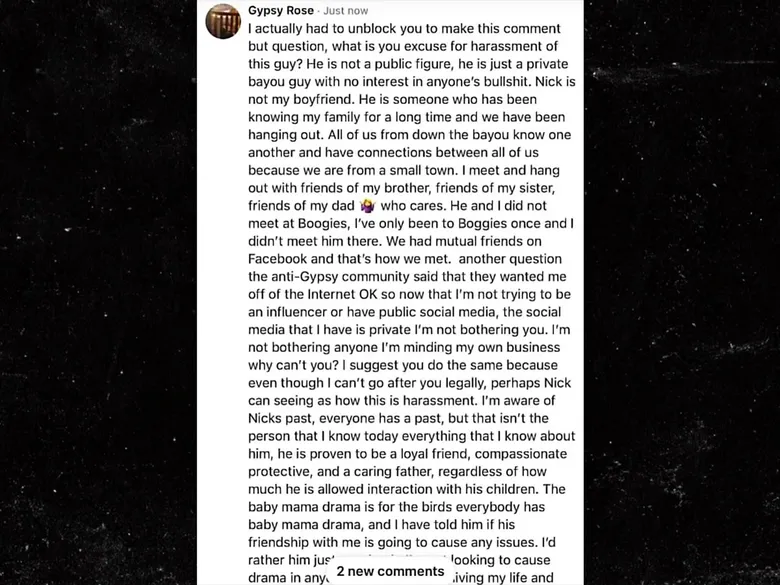 Gypsy Rose · Just now
I actually had to unblock you to make this comment
but question, what is you excuse for harassment of
this guy? He is not a public figure, he is just a private
bayou guy with no interest in anyone's bullshit. Nick is
not my boyfriend. He is someone who has been
knowing my family for a long time and we have been
hanging out. All of us from down the bayou know one
another and have connections between all of us
because we are from a small town. I meet and hang
out with friends of my brother, friends of my sister,
friends of my dad 🤷‍♀️ who cares. He and I did not
meet at Boogies, I've only been to Boggies once and I
didn't meet him there. We had mutual friends on
Facebook and that's how we met. another question
the anti-Gypsy community said that they wanted me
off of the Internet OK so now that I'm not trying to be
an influencer or have public social media, the social
media that I have is private I'm not bothering you. I'm
not bothering anyone I'm minding my own business
why can't you? I suggest you do the same because
even though I can't go after you legally, perhaps Nick
can seeing as how this is harassment. I'm aware of
Nicks past, everyone has a past, but that isn't the
person that I know today everything that I know about
him, he is proven to be a loyal friend, compassionate
protective, and a caring father, regardless of how
much he is allowed interaction with his children. The
baby mama drama is for the birds everybody has
baby mama drama, and I have told him if his
friendship with me is going to cause any issues. I'd
rather him looking to cause
drama in living my life and
2 new comments